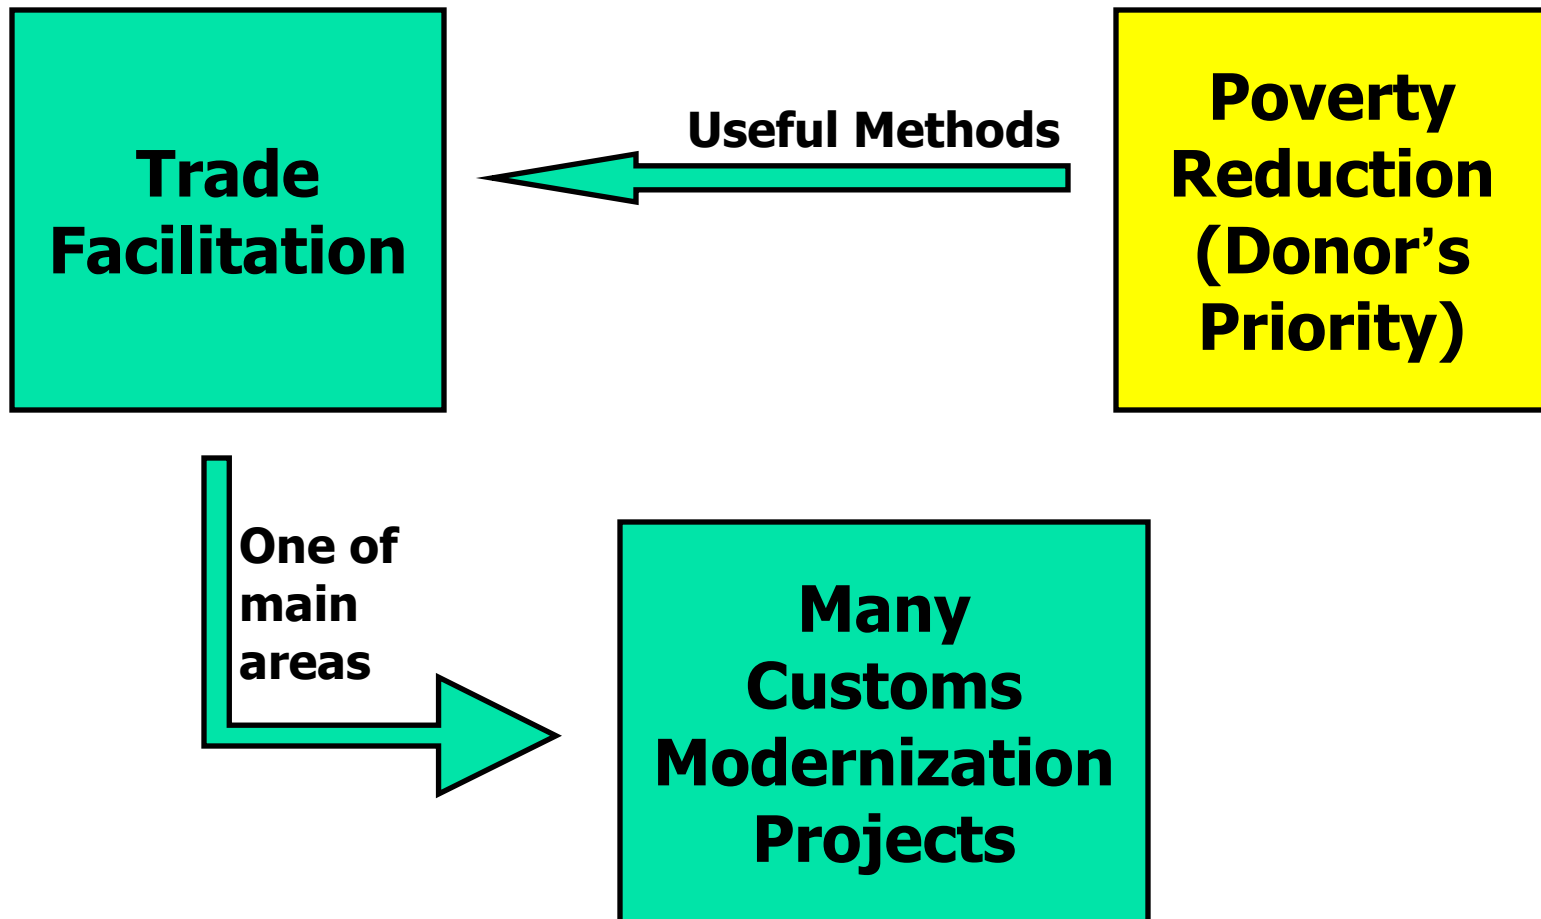 Trade
Facilitation
Useful Methods
Poverty
Reduction
(Donor’s
Priority)
One of
main
areas
Many
Customs
Modernization
Projects